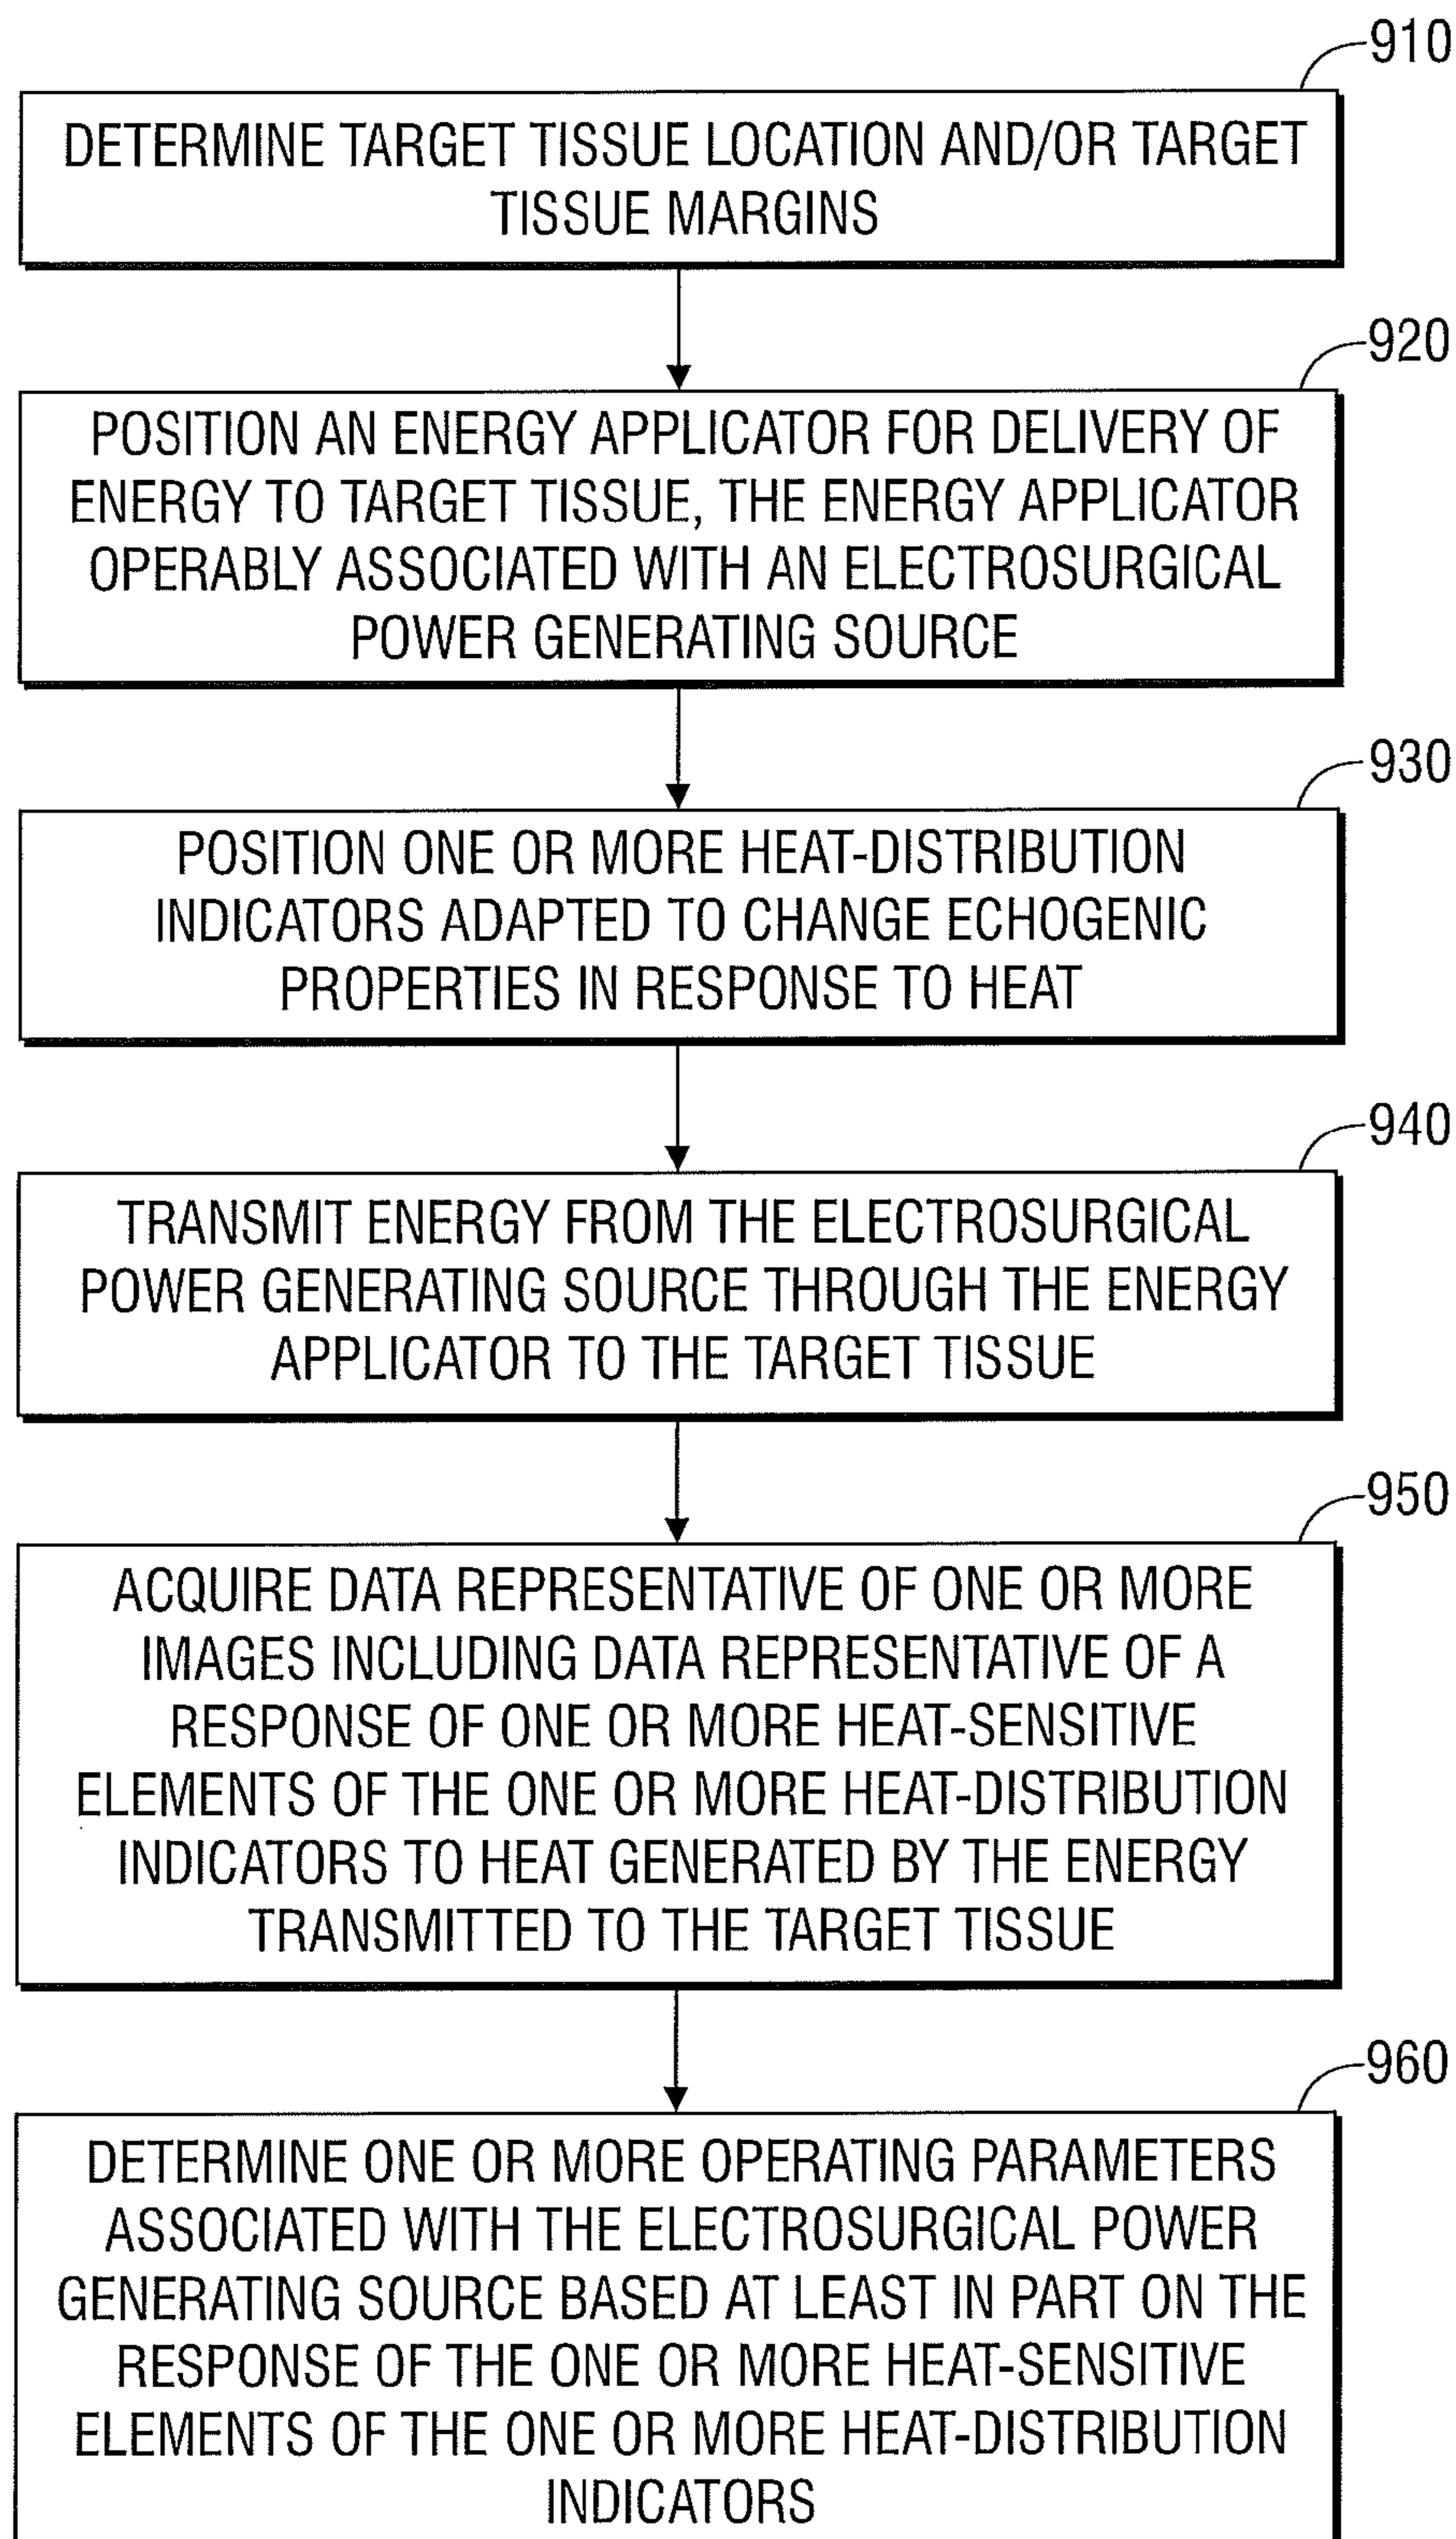 910
DETERMINE TARGET TISSUE LOCATION AND/OR TARGET
TISSUE MARGINS
920
POSITION AN ENERGY APPLICATOR FOR DELIVERY OF
ENERGY TO TARGET TISSUE, THE ENERGY APPLICATOR
OPERABLY ASSOCIATED WITH AN ELECTROSURGICAL
POWER GENERATING SOURCE
930
POSITION ONE OR MORE HEAT-DISTRIBUTION
INDICATORS ADAPTED TO CHANGE ECHOGENIC
PROPERTIES IN RESPONSE TO HEAT
940
TRANSMIT ENERGY FROM THE ELECTROSURGICAL
POWER GENERATING SOURCE THROUGH THE ENERGY
APPLICATOR TO THE TARGET TISSUE
950
ACQUIRE DATA REPRESENTATIVE OF ONE OR MORE
IMAGES INCLUDING DATA REPRESENTATIVE OF A
RESPONSE OF ONE OR MORE HEAT-SENSITIVE
ELEMENTS OF THE ONE OR MORE HEAT-DISTRIBUTION
INDICATORS TO HEAT GENERATED BY THE ENERGY
TRANSMITTED TO THE TARGET TISSUE
960
DETERMINE ONE OR MORE OPERATING PARAMETERS
ASSOCIATED WITH THE ELECTROSURGICAL POWER
GENERATING SOURCE BASED AT LEAST IN PART ON THE
RESPONSE OF THE ONE OR MORE HEAT-SENSITIVE
ELEMENTS OF THE ONE OR MORE HEAT-DISTRIBUTION
INDICATORS